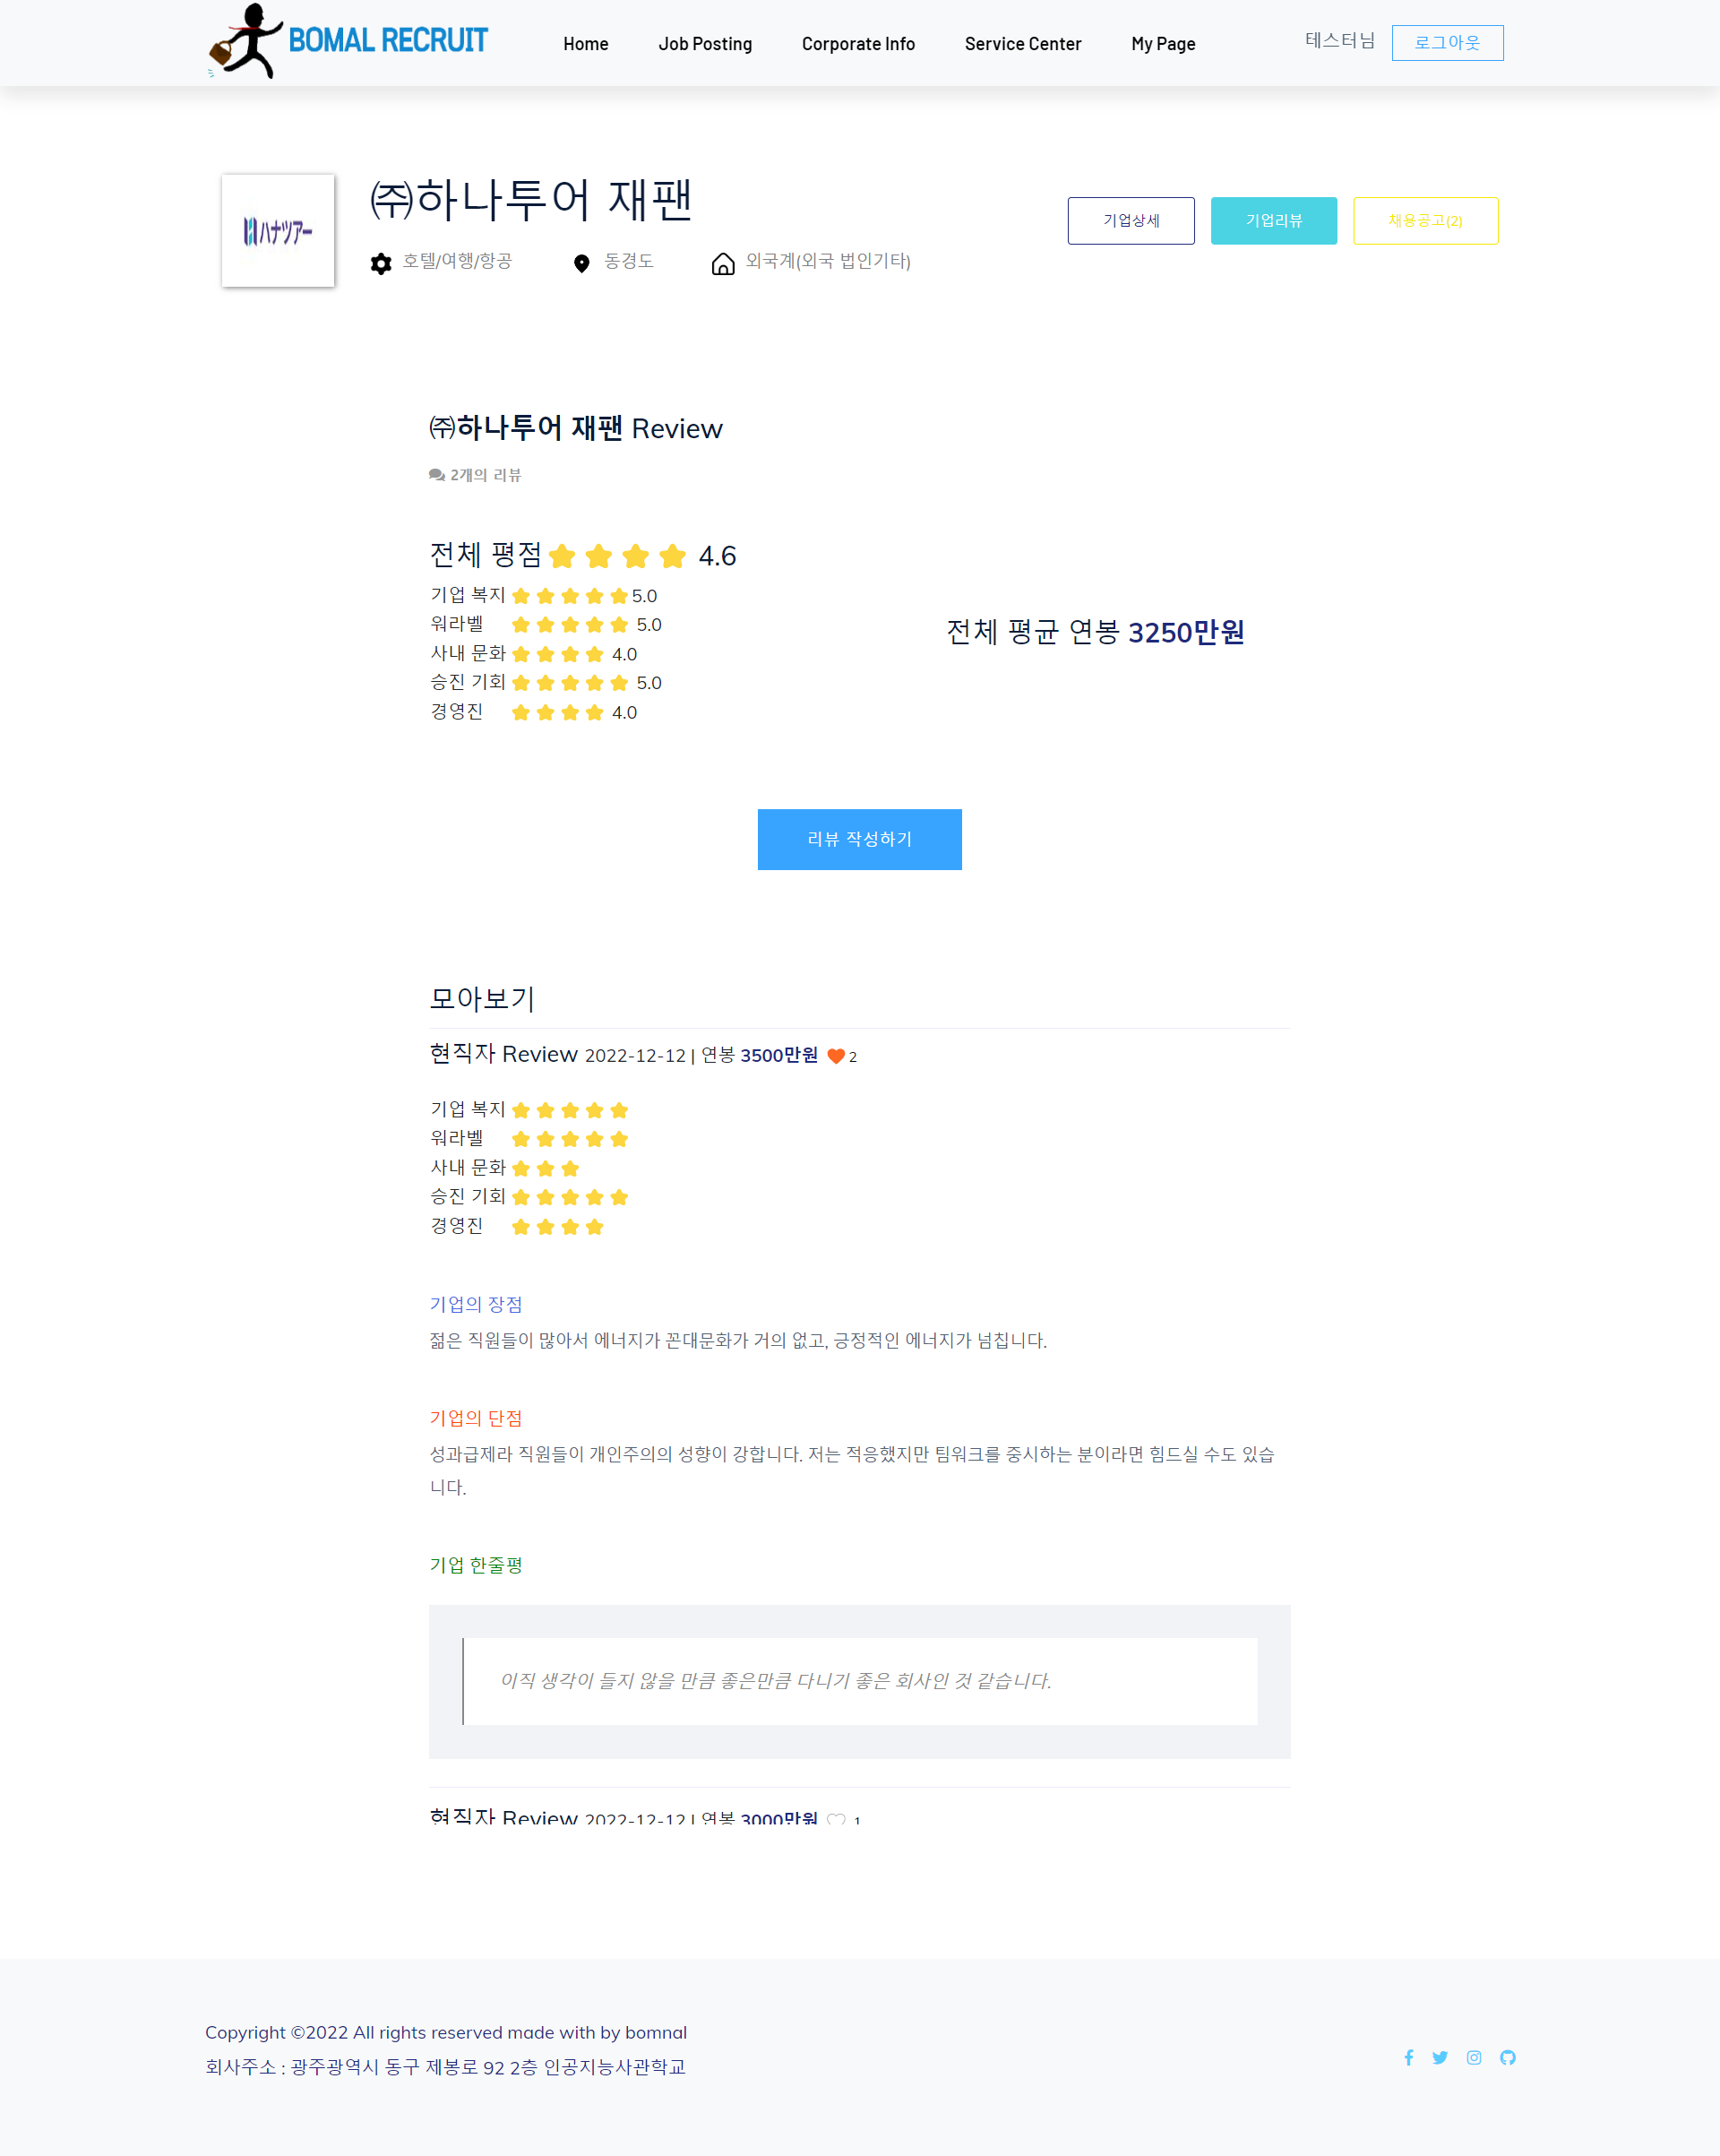 BOMAL RECRUIT
Home Job Posting Corporate Info Service Center My Page
테스터님 로그아웃
ハナツアー
㈜하나투어 재팬
호텔/여행/항공 동경도 외국계(외국 법인기타)
기업상세 기업리뷰 채용공고(2)
㈜하나투어 재팬 Review
2개의 리뷰
전체 평점 4.6
기업 복지 5.0
워라벨 5.0
사내 문화 4.0
승진 기회 5.0
경영진 4.0
전체 평균 연봉 3250만원
리뷰 작성하기
모아보기
현직자 Review 2022-12-12 | 연봉 3500만원 2
기업 복지
워라벨
사내 문화
승진 기회
경영진
기업의 장점
젊은 직원들이 많아서 에너지가 꼰대문화가 거의 없고, 긍정적인 에너지가 넘칩니다.
기업의 단점
성과급제라 직원들이 개인주의의 성향이 강합니다. 저는 적응했지만 팀워크를 중시하는 분이라면 힘드실 수도 있습
니다.
기업 한줄평
이직 생각이 들지 않을 만큼 좋은만큼 다니기 좋은 회사인 것 같습니다.
현직자 Review 2022-12-12 | 연봉 3000만원 1
Copyright ©2022 All rights reserved made with by bomnal
회사주소 : 광주광역시 동구 제봉로 92 2층 인공지능사관학교